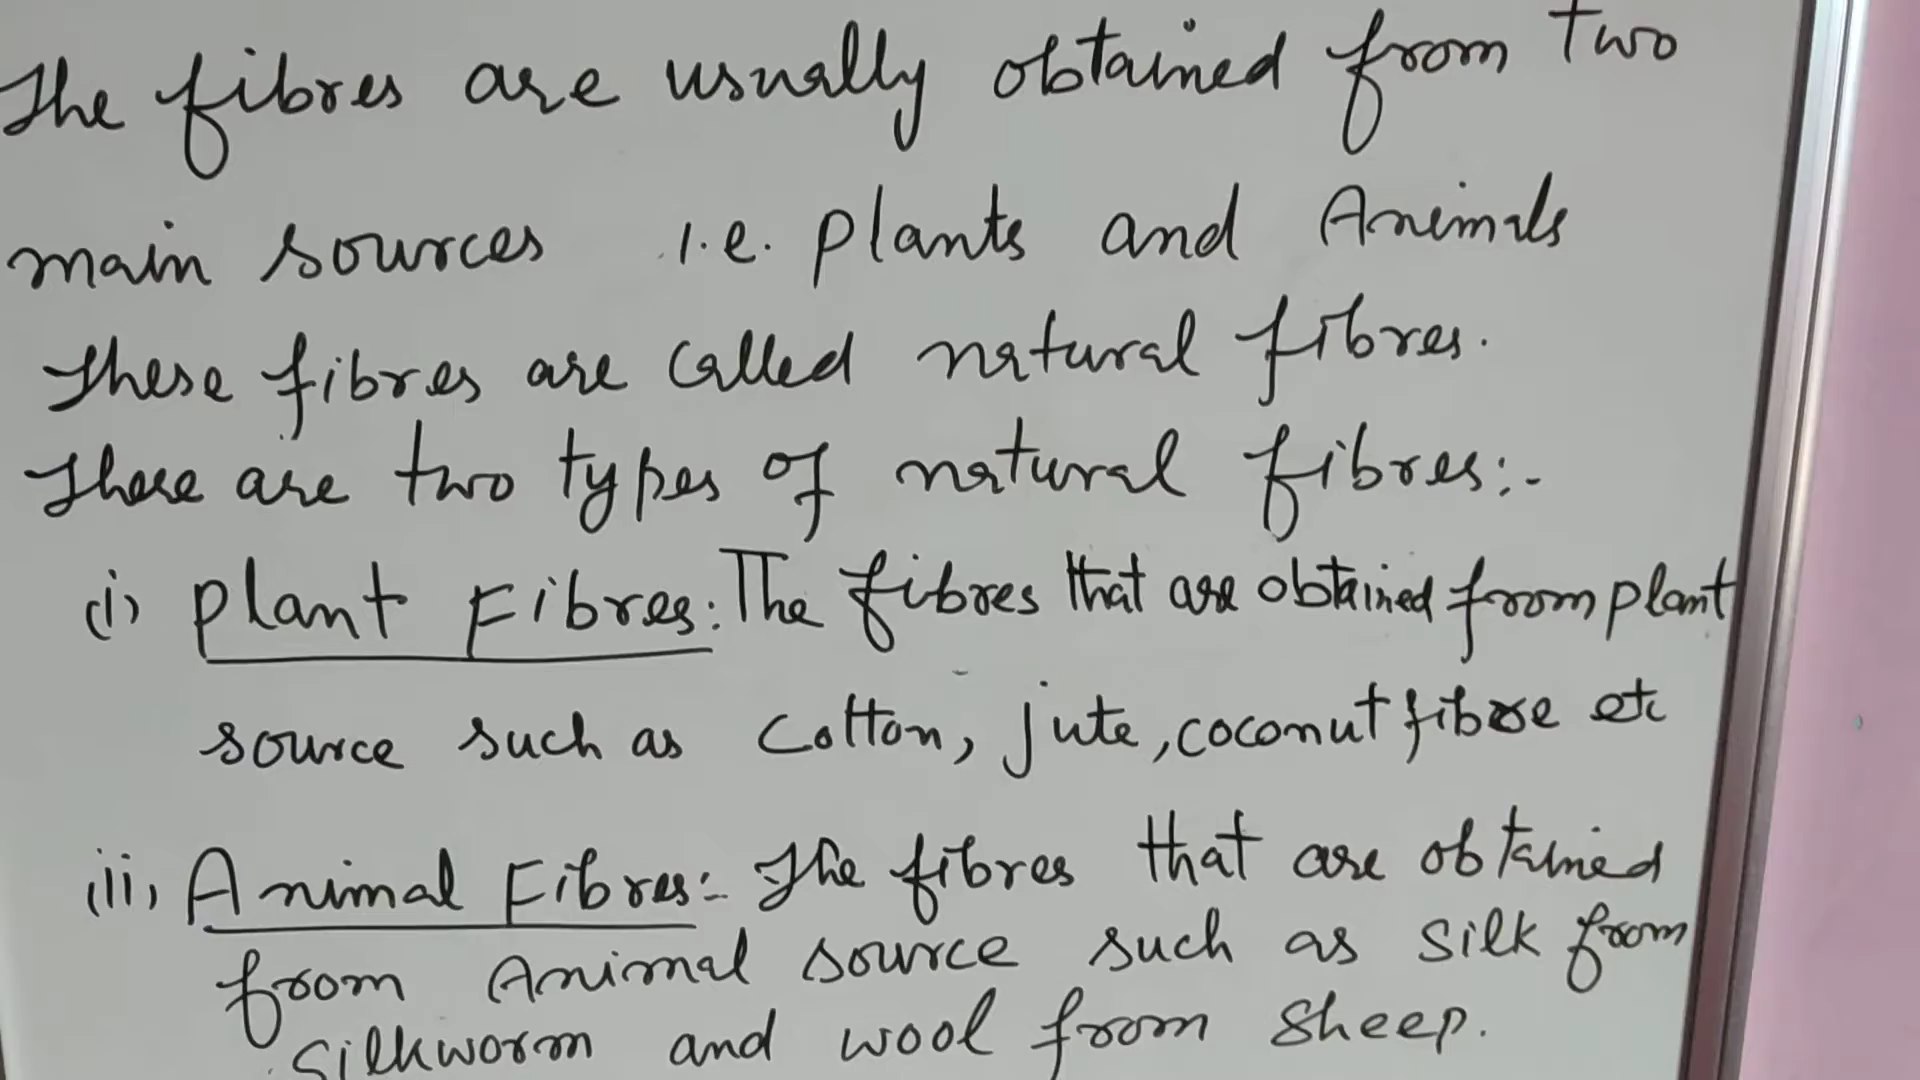 The fibres are usually obtained from two
main sources i.e. plants and Animals
These fibres are called natural fibres.
There are two types of natural fibres:-
(i) plant Fibres: The fibres that are obtained from plant
source such as cotton, jute, coconut fibre etc
(ii) Animal Fibres:- The fibres that are obtained
from Animal source such as silk from
silkworm and wool from sheep.